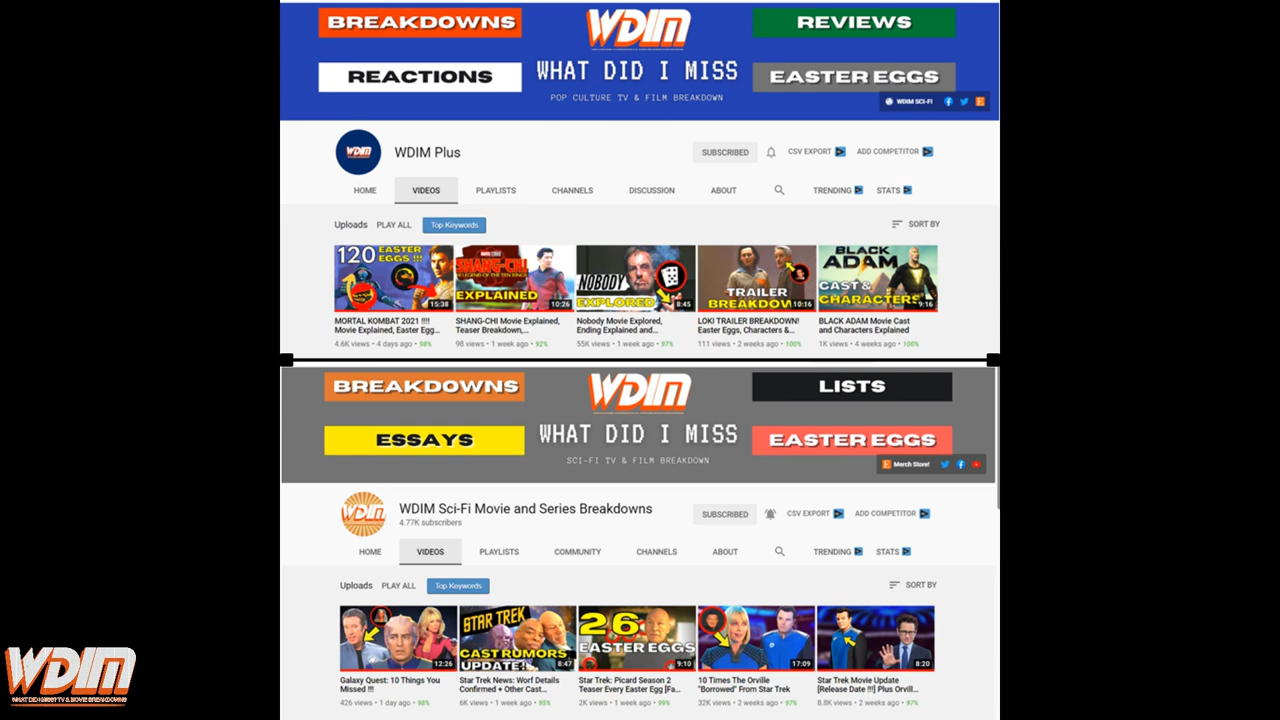 BREAKDOWNS
WDIM
REVIEWS
REACTIONS
WHAT DID I MISS
EASTER EGGS
POP CULTURE TV & FILM BREAKDOWN
WDIM SCI-FI
WDIM
WDIM Plus
SUBSCRIBED
CSV EXPORT
ADD COMPETITOR
HOME
VIDEOS
PLAYLISTS
CHANNELS
DISCUSSION
ABOUT
TRENDING
STATS
Uploads
PLAY ALL
Top Keywords
SORT BY
120 EASTER EGGS !!!
15:38
SHANG-CHI
EXPLAINED
10:26
NOBODY
EXPLORED
8:45
TRAILER
BREAKDOWN
10:16
BLACK ADAM
CAST &
CHARACTERS
9:16
MORTAL KOMBAT 2021 !!!!
Movie Explained, Easter Egg...
4.6K views • 4 days ago • 98%
SHANG-CHI Movie Explained,
Teaser Breakdown,...
98 views • 1 week ago • 92%
Nobody Movie Explored,
Ending Explained and...
55K views • 1 week ago • 97%
LOKI TRAILER BREAKDOWN!
Easter Eggs, Characters &...
111 views • 2 weeks ago • 100%
BLACK ADAM Movie Cast
and Characters Explained
1K views • 4 weeks ago • 100%
BREAKDOWNS
WDIM
LISTS
ESSAYS
WHAT DID I MISS
EASTER EGGS
SCI-FI TV & FILM BREAKDOWN
Merch Store!
WDIM
WDIM Sci-Fi Movie and Series Breakdowns
4.77K subscribers
SUBSCRIBED
CSV EXPORT
ADD COMPETITOR
HOME
VIDEOS
PLAYLISTS
COMMUNITY
CHANNELS
ABOUT
TRENDING
STATS
Uploads
PLAY ALL
Top Keywords
SORT BY
12:26
STAR TREK
CAST RUMORS
UPDATE!
8:47
26
EASTER EGGS
9:10
17:09
8:20
Galaxy Quest: 10 Things You
Missed !!!
426 views • 1 day ago • 98%
Star Trek News: Worf Details
Confirmed + Other Cast...
6K views • 1 week ago • 95%
Star Trek: Picard Season 2
Teaser Every Easter Egg [Fa...
2K views • 1 week ago • 99%
10 Times The Orville
"Borrowed" From Star Trek
32K views • 2 weeks ago • 97%
Star Trek Movie Update
[Release Date !!!] Plus Orvill...
8.8K views • 2 weeks ago • 97%
WDIM